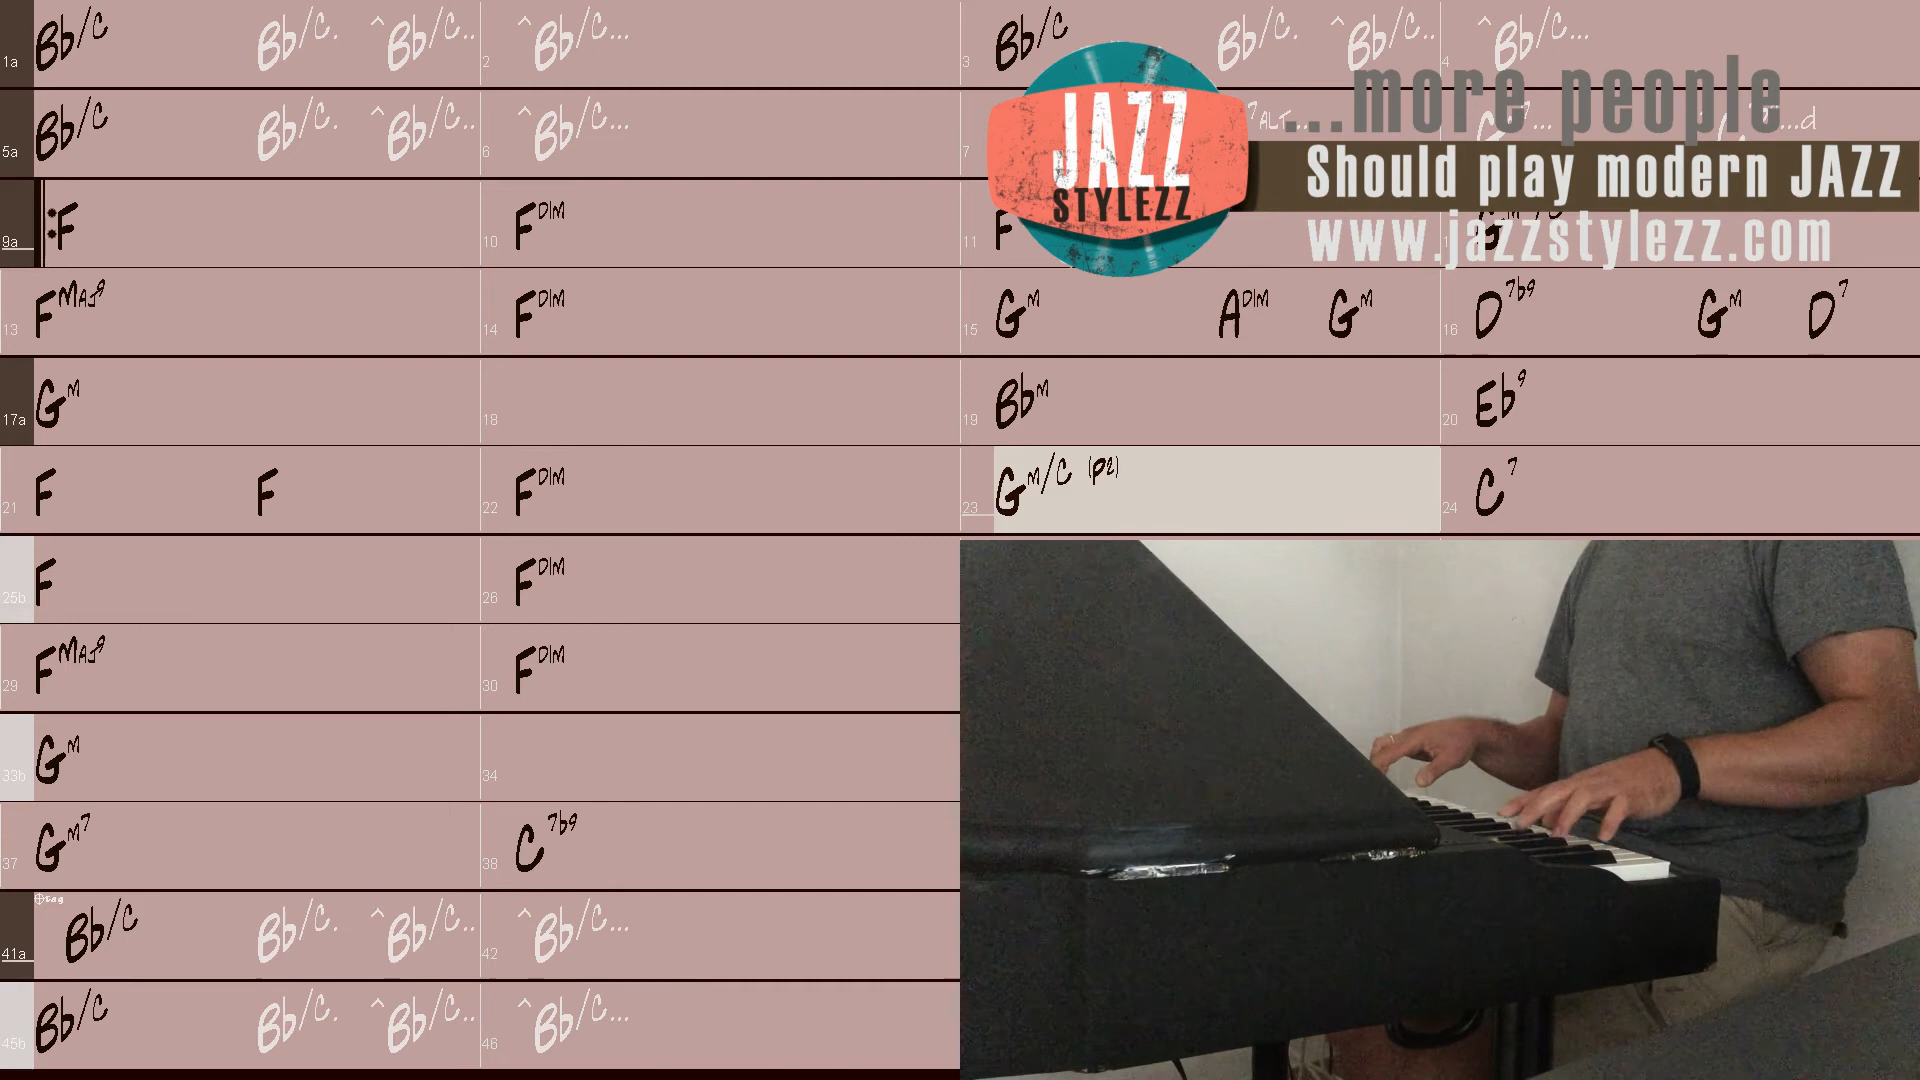 1a Bb/C Bb/C. ^Bb/C.. 2 ^Bb/C... 3 Bb/C Bb/C. ^Bb/C.. 4 ^Bb/C...
...more people
5a Bb/C Bb/C. ^Bb/C.. 6 ^Bb/C... 7 7ALT... 7... ...d
JAZZ
STYLEZZ
Should play modern JAZZ
www.jazzstylezz.com
9a F 10 FDIM 11 F G
13 FMAJ9 14 FDIM 15 GM ADIM GM 16 D7b9 GM D7
17a GM 18 19 BbM 20 Eb9
21 F F 22 FDIM 23 GM/C (P2) 24 C7
25b F 26 FDIM
29 FMAJ9 30 FDIM
33b GM 34
37 GM7 38 C7b9
tag
41a Bb/C Bb/C. ^Bb/C.. 42 ^Bb/C...
45b Bb/C Bb/C. ^Bb/C.. 46 ^Bb/C...